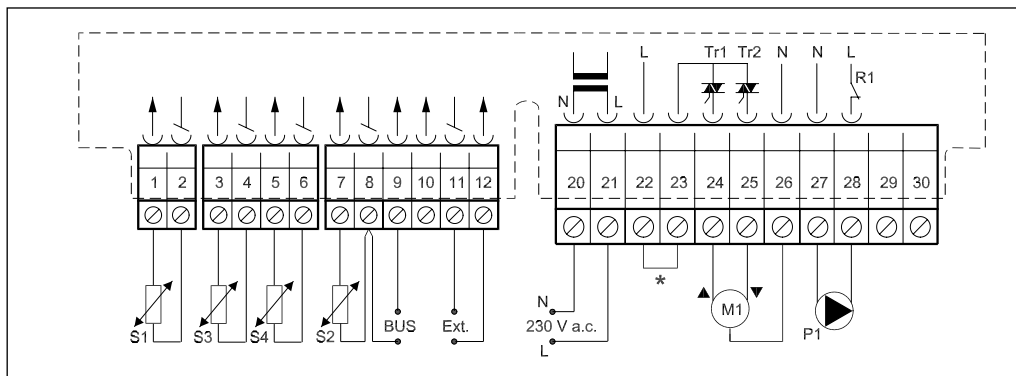 L Tr1 Tr2 N N L
R1
N L
1 2 3 4 5 6 7 8 9 10 11 12 20 21 22 23 24 25 26 27 28 29 30
*
N
S1 S3 S4 S2 BUS Ext. 230 V a.c. M1 P1
L